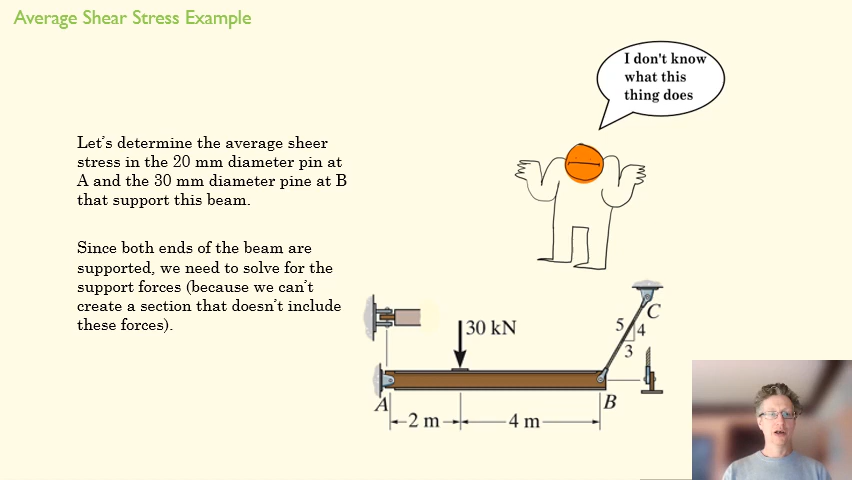 Average Shear Stress Example
I don't know
what this
thing does
Let's determine the average sheer
stress in the 20 mm diameter pin at
A and the 30 mm diameter pine at B
that support this beam.
Since both ends of the beam are
supported, we need to solve for the
support forces (because we can't
create a section that doesn't include
these forces).
30 kN
C
5
4
3
A
B
2 m
4 m